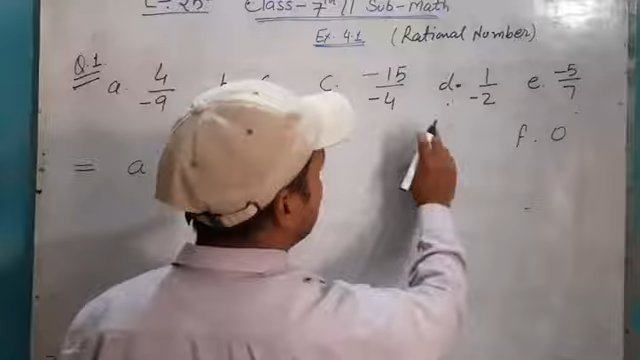 Class - 7th // Sub - Math
Ex. 4.1 (Rational Number)
Q.1 a. 4/-9 b c. -15/-4 d. 1/-2 e. -5/7
f. 0
= a